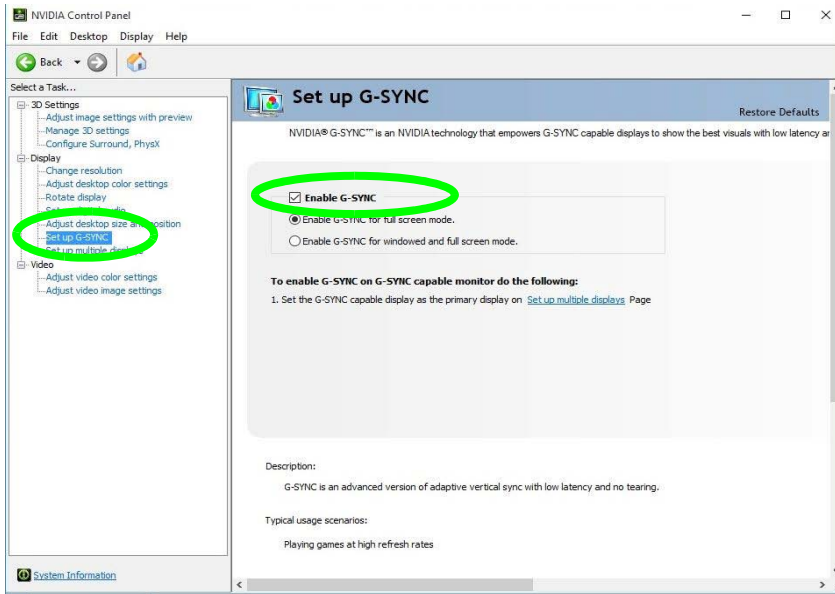 NVIDIA Control Panel
File Edit Desktop Display Help
Back
Select a Task...
3D Settings
Adjust image settings with preview
Manage 3D settings
Configure Surround, PhysX
Display
Change resolution
Adjust desktop color settings
Rotate display
Adjust desktop size and position
Set up G-SYNC
Set up multiple displays
Video
Adjust video color settings
Adjust video image settings
System Information
Set up G-SYNC
Restore Defaults
NVIDIA® G-SYNC™ is an NVIDIA technology that empowers G-SYNC capable displays to show the best visuals with low latency ar
Enable G-SYNC
Enable G-SYNC for full screen mode.
Enable G-SYNC for windowed and full screen mode.
To enable G-SYNC on G-SYNC capable monitor do the following:
1. Set the G-SYNC capable display as the primary display on Set up multiple displays Page
Description:
G-SYNC is an advanced version of adaptive vertical sync with low latency and no tearing.
Typical usage scenarios:
Playing games at high refresh rates